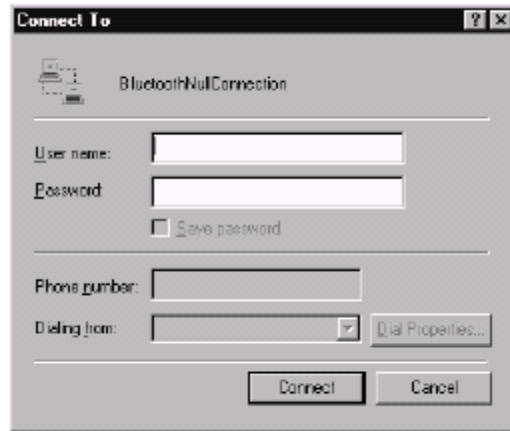 Connect To
BluetoothNullConnection
User name:
Password:
Save password
Phone number:
Dialing from:
Dial Properties...
Connect Cancel